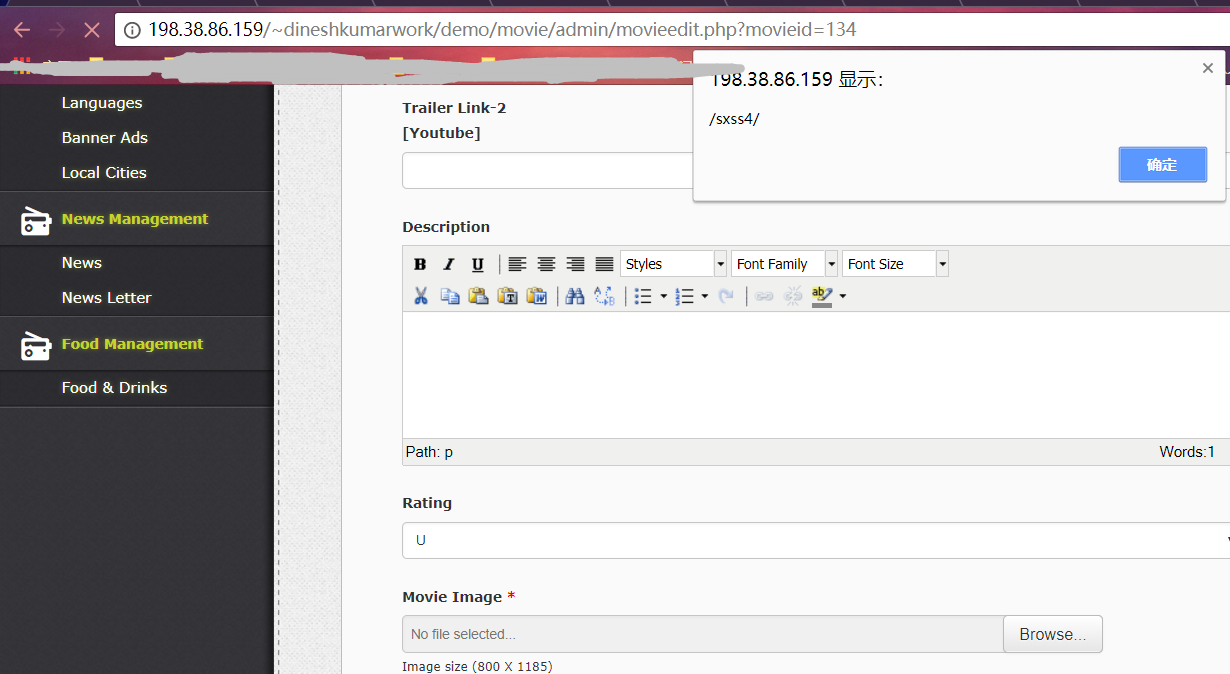 198.38.86.159/~dineshkumarwork/demo/movie/admin/movieedit.php?movieid=134
198.38.86.159 显示：
/sxss4/
确定
Languages
Banner Ads
Local Cities
News Management
News
News Letter
Food Management
Food & Drinks
Trailer Link-2
[Youtube]
Description
B I U Styles Font Family Font Size
Path: p Words:1
Rating
U
Movie Image *
No file selected... Browse...
Image size (800 X 1185)